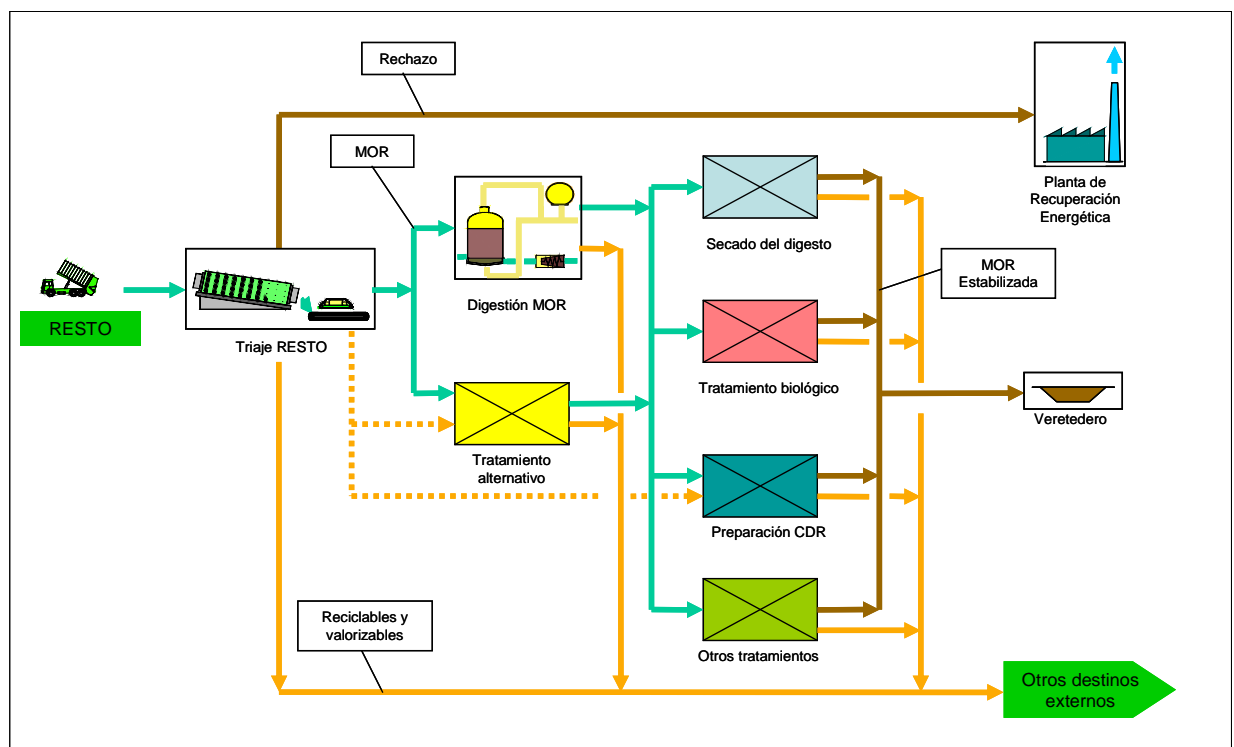 Rechazo
MOR
Planta de
Recuperación
Energética
Secado del digesto
MOR
Estabilizada
Digestión MOR
RESTO
Triaje RESTO
Tratamiento biológico
Veretedero
Tratamiento
alternativo
Preparación CDR
Reciclables y
valorizables
Otros tratamientos
Otros destinos
externos